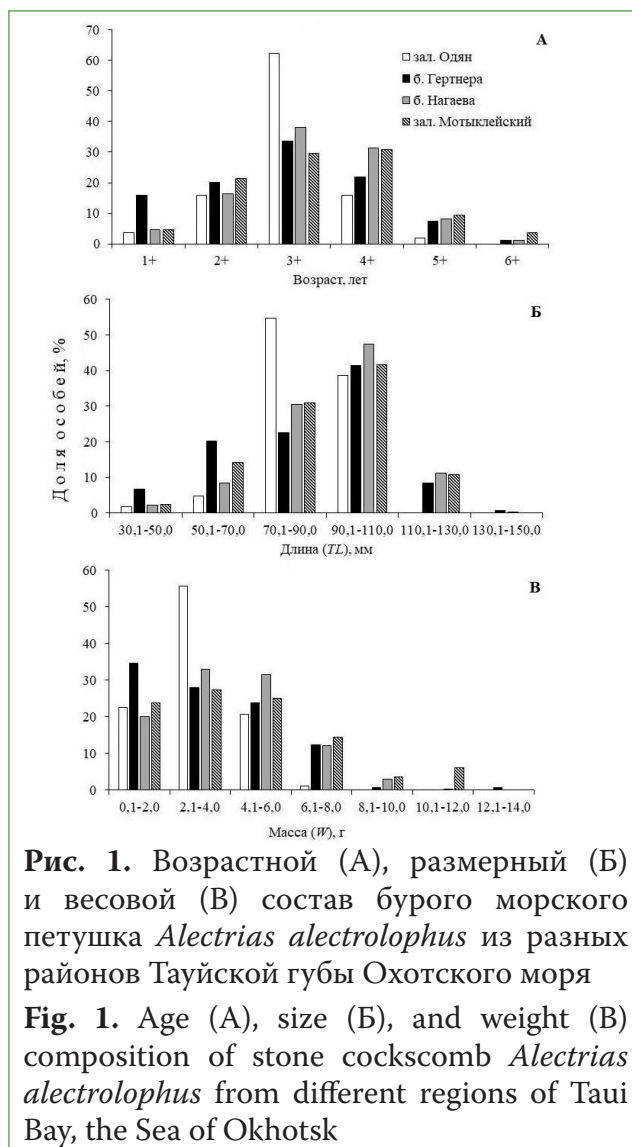 А
70
60
50
40
30
20
10
0
зал. Одян
б. Гертнера
б. Нагаева
зал. Мотыклейский
1+ 2+ 3+ 4+ 5+ 6+
Возраст, лет
Доля особей, %
Б
60
50
40
30
20
10
0
30,1-50,0 50,1-70,0 70,1-90,0 90,1-110,0 110,1-130,0 130,1-150,0
Длина (TL), мм
В
60
50
40
30
20
10
0
0,1-2,0 2,1-4,0 4,1-6,0 6,1-8,0 8,1-10,0 10,1-12,0 12,1-14,0
Масса (W), г
Рис. 1. Возрастной (А), размерный (Б)
и весовой (В) состав бурого морского
петушка Alectrias alectrolophus из разных
районов Тауйской губы Охотского моря
Fig. 1. Age (А), size (Б), and weight (В)
composition of stone cockscomb Alectrias
alectrolophus from different regions of Taui
Bay, the Sea of Okhotsk